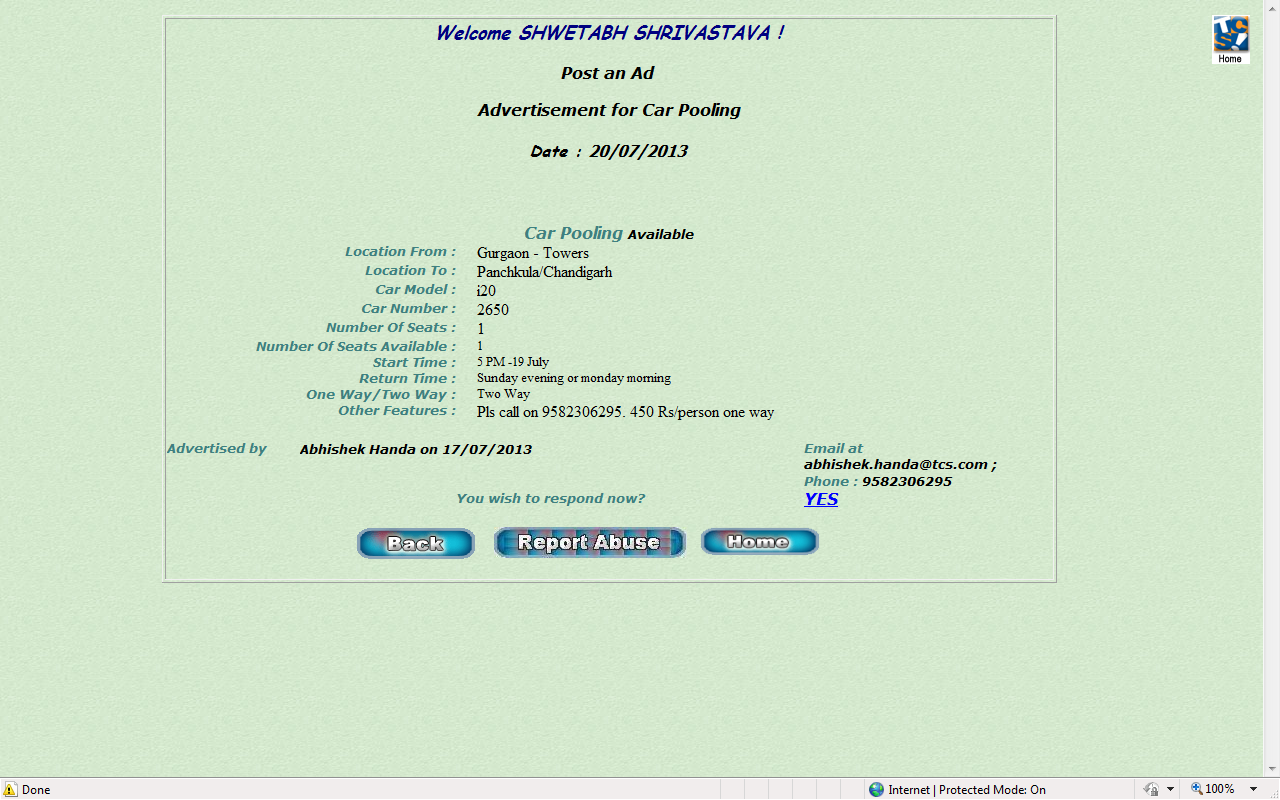 Welcome SHWETABH SHRIVASTAVA !
TCS
Home
Post an Ad
Advertisement for Car Pooling
Date : 20/07/2013
Car Pooling Available
Location From : Gurgaon - Towers
Location To : Panchkula/Chandigarh
Car Model : i20
Car Number : 2650
Number Of Seats : 1
Number Of Seats Available : 1
Start Time : 5 PM -19 July
Return Time : Sunday evening or monday morning
One Way/Two Way : Two Way
Other Features : Pls call on 9582306295. 450 Rs/person one way
Advertised by Abhishek Handa on 17/07/2013 Email at
abhishek.handa@tcs.com ;
Phone : 9582306295
You wish to respond now? YES
Back Report Abuse Home
Done Internet | Protected Mode: On 100%